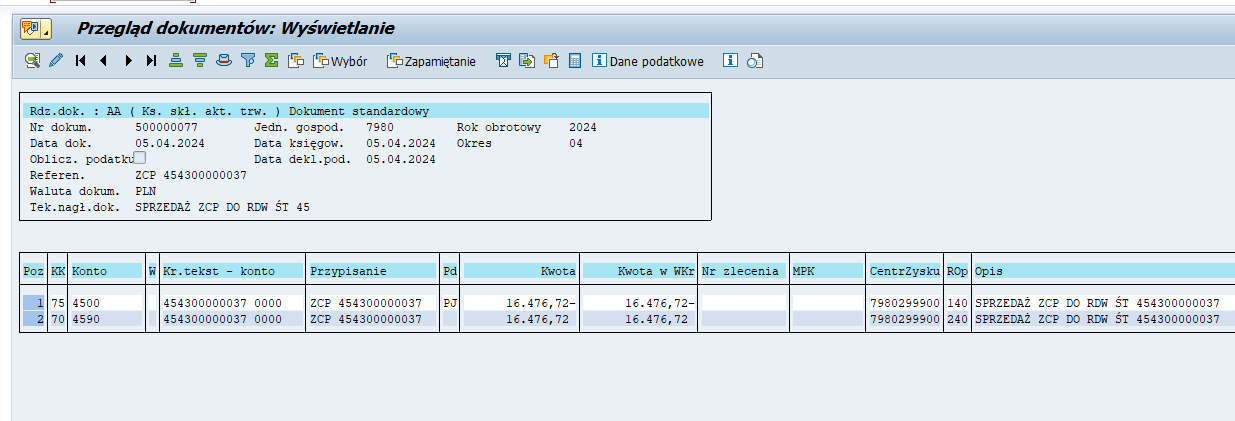 Przegląd dokumentów: Wyświetlanie
Wybór Zapamiętanie Dane podatkowe
Rdz.dok. : AA ( Ks. skł. akt. trw. ) Dokument standardowy
Nr dokum. 500000077 Jedn. gospod. 7980 Rok obrotowy 2024
Data dok. 05.04.2024 Data księgow. 05.04.2024 Okres 04
Oblicz. podatku Data dekl.pod. 05.04.2024
Referen. ZCP 454300000037
Waluta dokum. PLN
Tek.nagł.dok. SPRZEDAŻ ZCP DO RDW ŚT 45
Poz KK Konto W Kr.tekst - konto Przypisanie Pd Kwota Kwota w WKr Nr zlecenia MPK CentrZysku ROp Opis
1 75 4500 454300000037 0000 ZCP 454300000037 PJ 16.476,72- 16.476,72- 7980299900 140 SPRZEDAŻ ZCP DO RDW ŚT 454300000037
2 70 4590 454300000037 0000 ZCP 454300000037 16.476,72 16.476,72 7980299900 240 SPRZEDAŻ ZCP DO RDW ŚT 454300000037